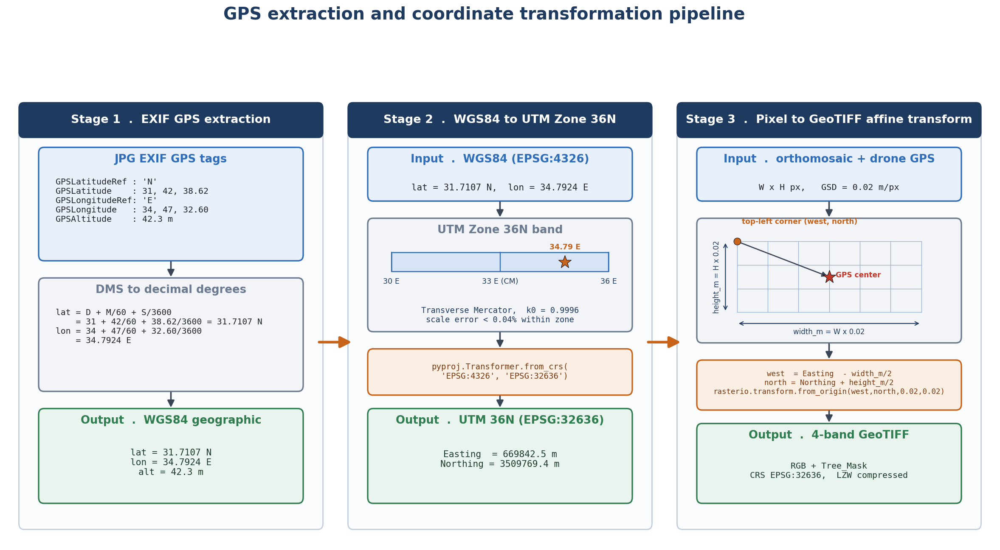 GPS extraction and coordinate transformation pipeline
Stage 1 . EXIF GPS extraction
JPG EXIF GPS tags
GPSLatitudeRef : 'N'
GPSLatitude    : 31, 42, 38.62
GPSLongitudeRef: 'E'
GPSLongitude   : 34, 47, 32.60
GPSAltitude    : 42.3 m
DMS to decimal degrees
lat = D + M/60 + S/3600
    = 31 + 42/60 + 38.62/3600 = 31.7107 N
lon = 34 + 47/60 + 32.60/3600
    = 34.7924 E
Output . WGS84 geographic
lat = 31.7107 N
lon = 34.7924 E
alt = 42.3 m
Stage 2 . WGS84 to UTM Zone 36N
Input . WGS84 (EPSG:4326)
lat = 31.7107 N,  lon = 34.7924 E
UTM Zone 36N band
34.79 E
30 E
33 E (CM)
36 E
Transverse Mercator,  k0 = 0.9996
scale error < 0.04% within zone
pyproj.Transformer.from_crs(
  'EPSG:4326', 'EPSG:32636')
Output . UTM 36N (EPSG:32636)
Easting  = 669842.5 m
Northing = 3509769.4 m
Stage 3 . Pixel to GeoTIFF affine transform
Input . orthomosaic + drone GPS
W x H px,   GSD = 0.02 m/px
top-left corner (west, north)
height_m = H x 0.02
GPS center
width_m = W x 0.02
west  = Easting  - width_m/2
north = Northing + height_m/2
rasterio.transform.from_origin(west,north,0.02,0.02)
Output . 4-band GeoTIFF
RGB + Tree_Mask
CRS EPSG:32636,  LZW compressed